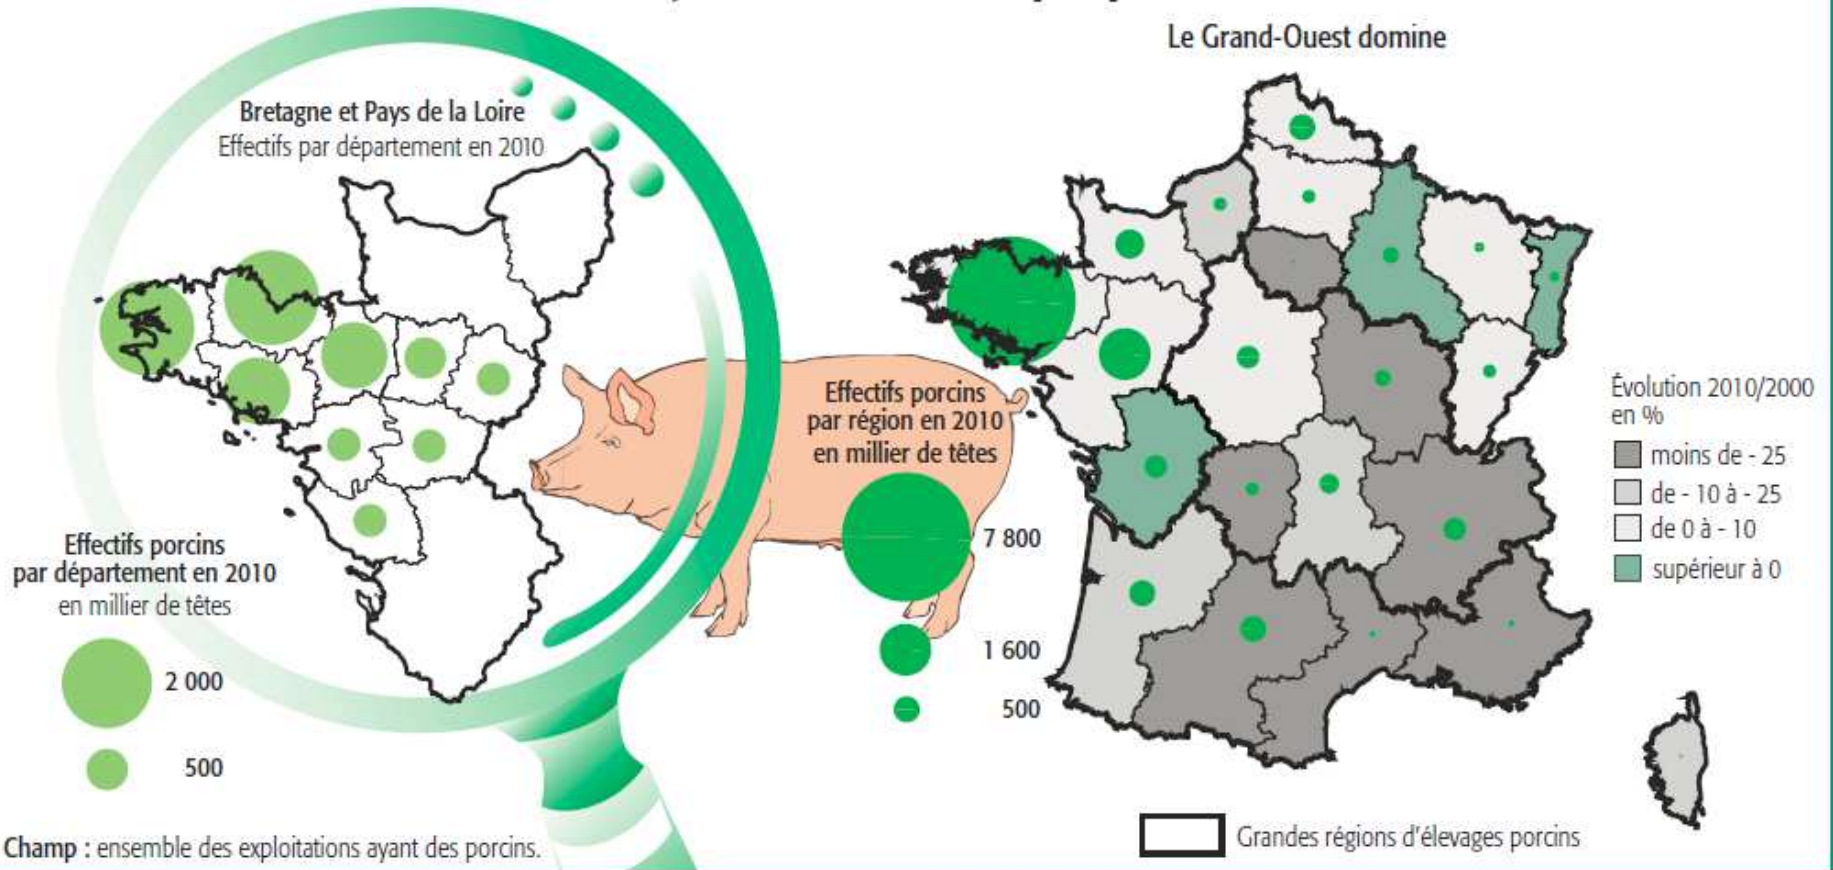 Le Grand-Ouest domine
Bretagne et Pays de la Loire
Effectifs par département en 2010
Effectifs porcins
par département en 2010
en millier de têtes
2 000
500
Champ : ensemble des exploitations ayant des porcins.
Effectifs porcins
par région en 2010
en millier de têtes
7 800
1 600
500
Évolution 2010/2000
en %
moins de - 25
de - 10 à - 25
de 0 à - 10
supérieur à 0
Grandes régions d'élevages porcins